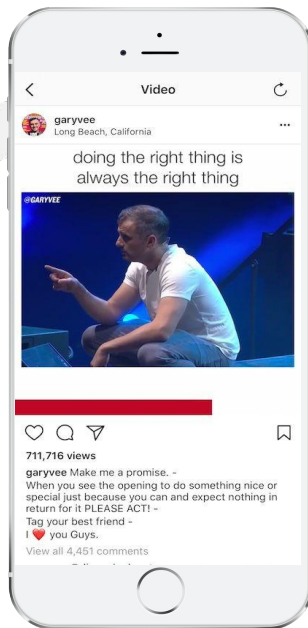 Video
garyvee
Long Beach, California
doing the right thing is
always the right thing
@GARYVEE
711,716 views
garyvee Make me a promise. -
When you see the opening to do something nice or
special just because you can and expect nothing in
return for it PLEASE ACT! -
Tag your best friend -
I ❤️ you Guys.
View all 4,451 comments